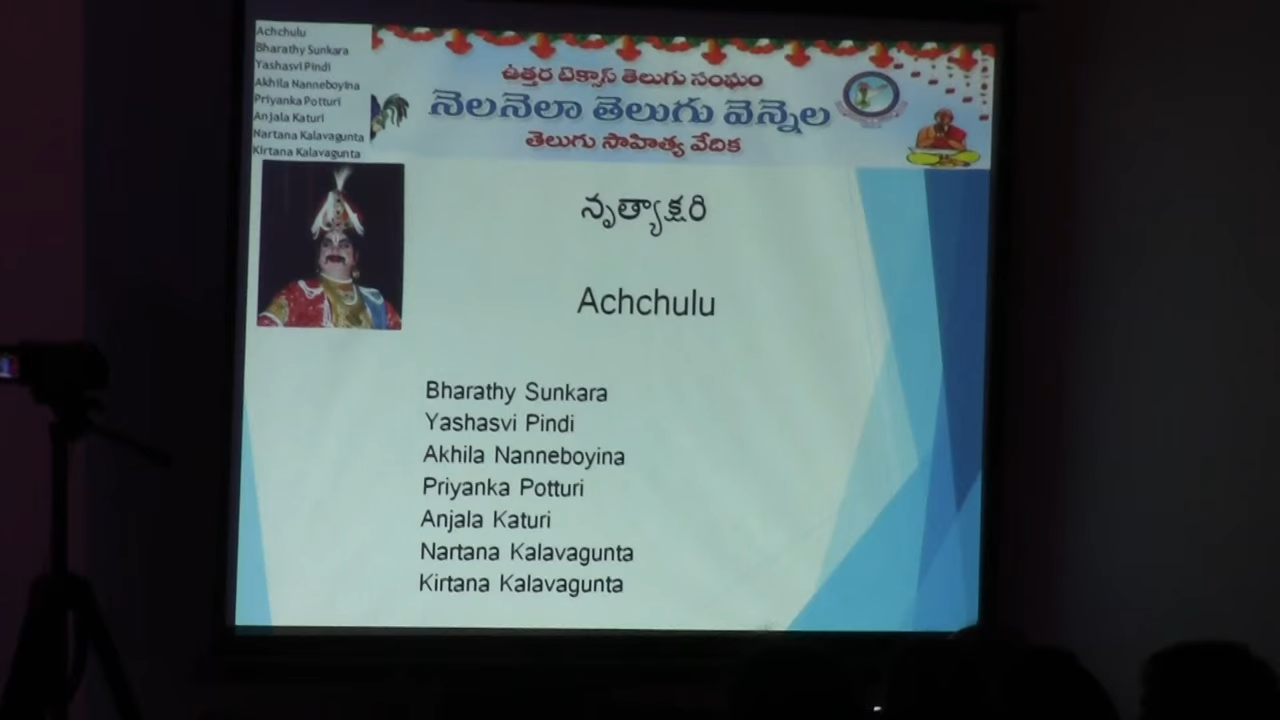 Achchulu
Bharathy Sunkara
Yashasvi Pindi
Akhila Nanneboyina
Priyanka Potturi
Anjala Katuri
Nartana Kalavagunta
Kirtana Kalavagunta
ఉత్తర టెక్సాస్ తెలుగు సంఘం
నెలనెలా తెలుగు వెన్నెల
తెలుగు సాహిత్య వేదిక
నృత్యాక్షరి
Achchulu
Bharathy Sunkara
Yashasvi Pindi
Akhila Nanneboyina
Priyanka Potturi
Anjala Katuri
Nartana Kalavagunta
Kirtana Kalavagunta